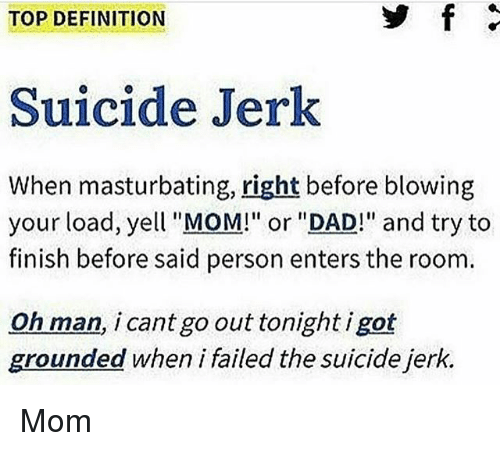 TOP DEFINITION
Suicide Jerk
When masturbating, right before blowing
your load, yell "MOM!" or "DAD!" and try to
finish before said person enters the room.
Oh man, i cant go out tonight i got
grounded when i failed the suicide jerk.
Mom